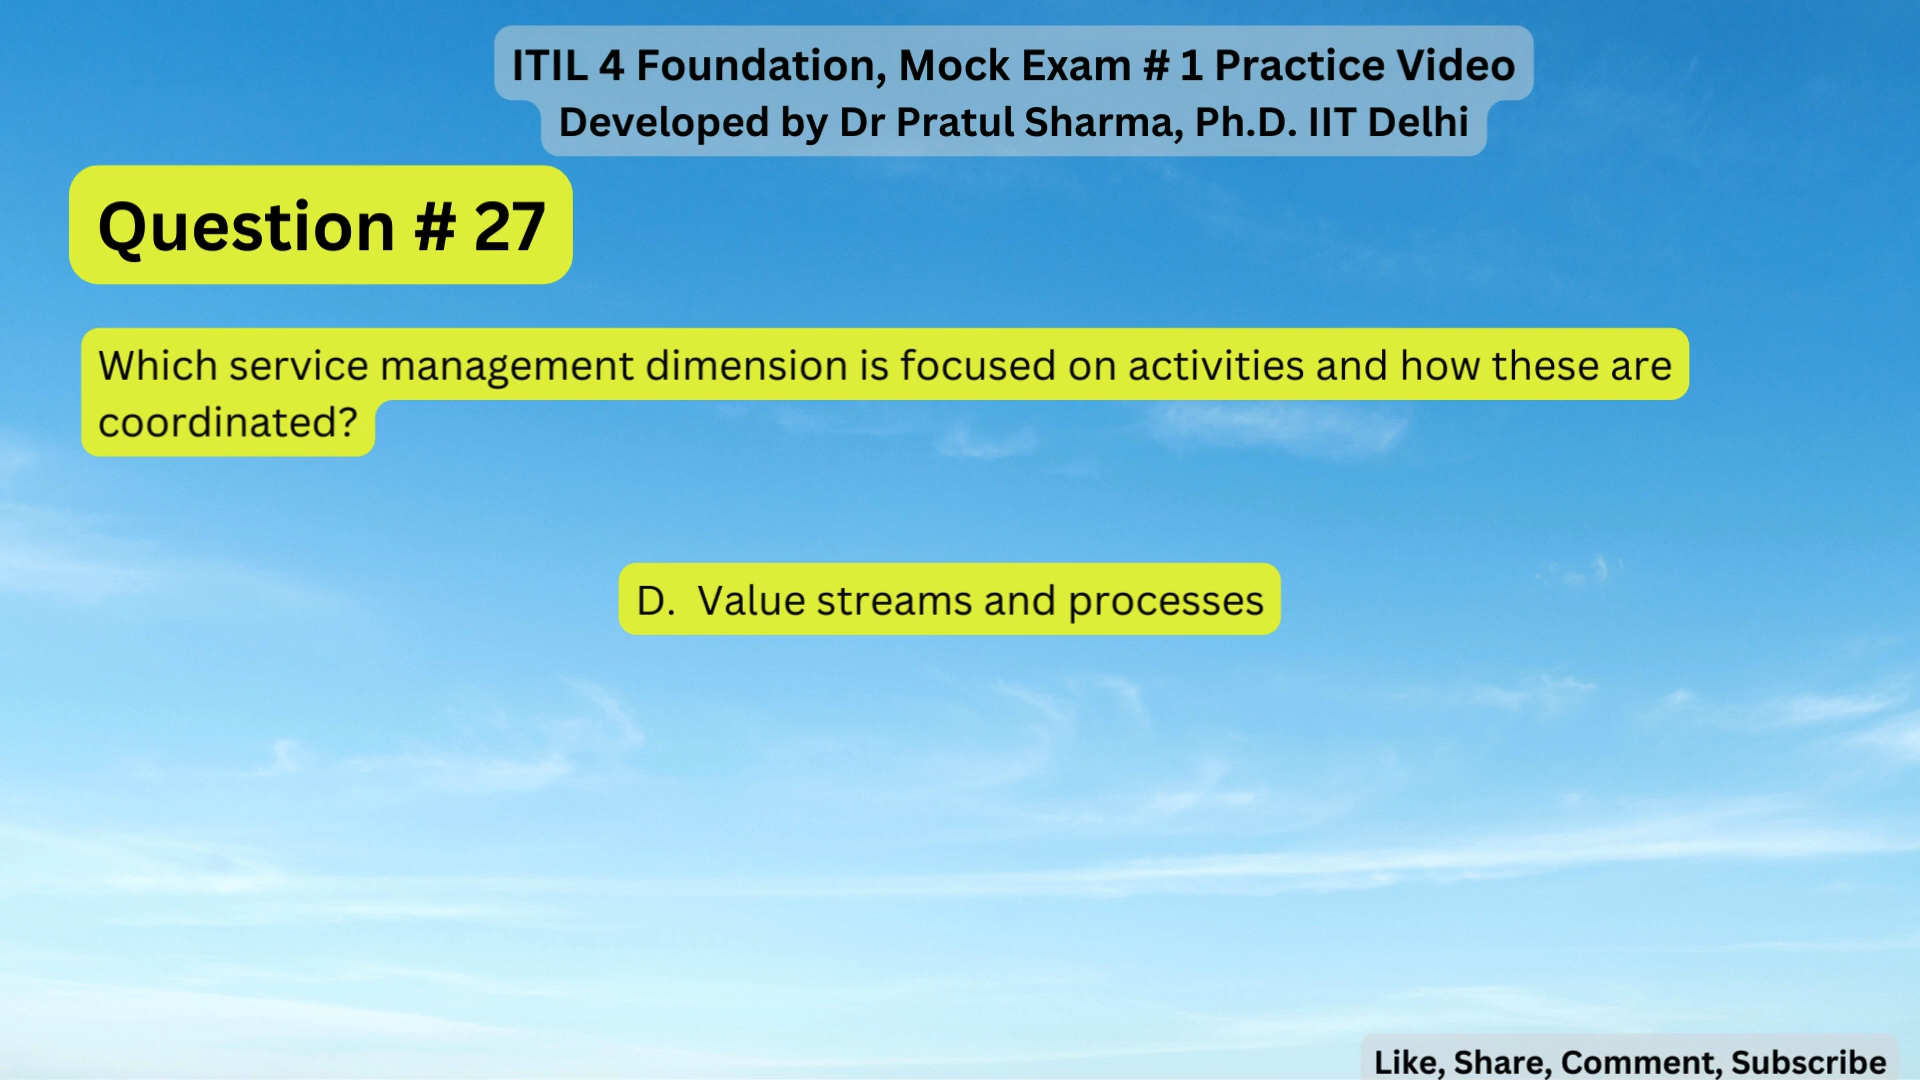 ITIL 4 Foundation, Mock Exam # 1 Practice Video
Developed by Dr Pratul Sharma, Ph.D. IIT Delhi
Question # 27
Which service management dimension is focused on activities and how these are
coordinated?
D. Value streams and processes
Like, Share, Comment, Subscribe